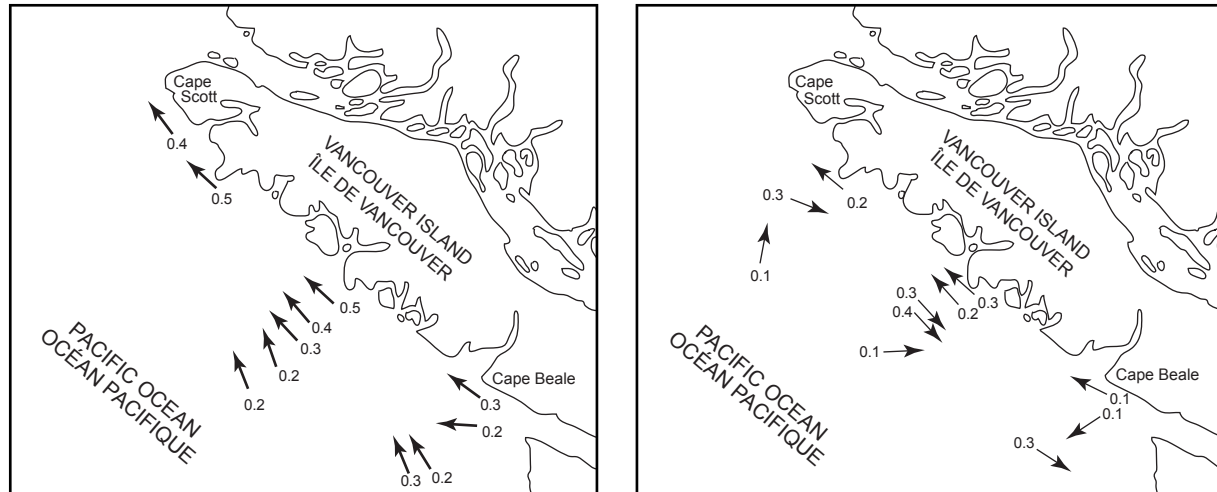 Cape
Scott
0.4
0.5
VANCOUVER ISLAND
ÎLE DE VANCOUVER
0.5
0.4
0.3
0.2
0.2
PACIFIC OCEAN
OCÉAN PACIFIQUE
Cape Beale
0.3
0.2
0.2
0.3
Cape
Scott
0.3
0.2
0.1
VANCOUVER ISLAND
ÎLE DE VANCOUVER
0.3
0.3
0.4
0.2
0.1
PACIFIC OCEAN
OCÉAN PACIFIQUE
Cape Beale
0.1
0.1
0.3